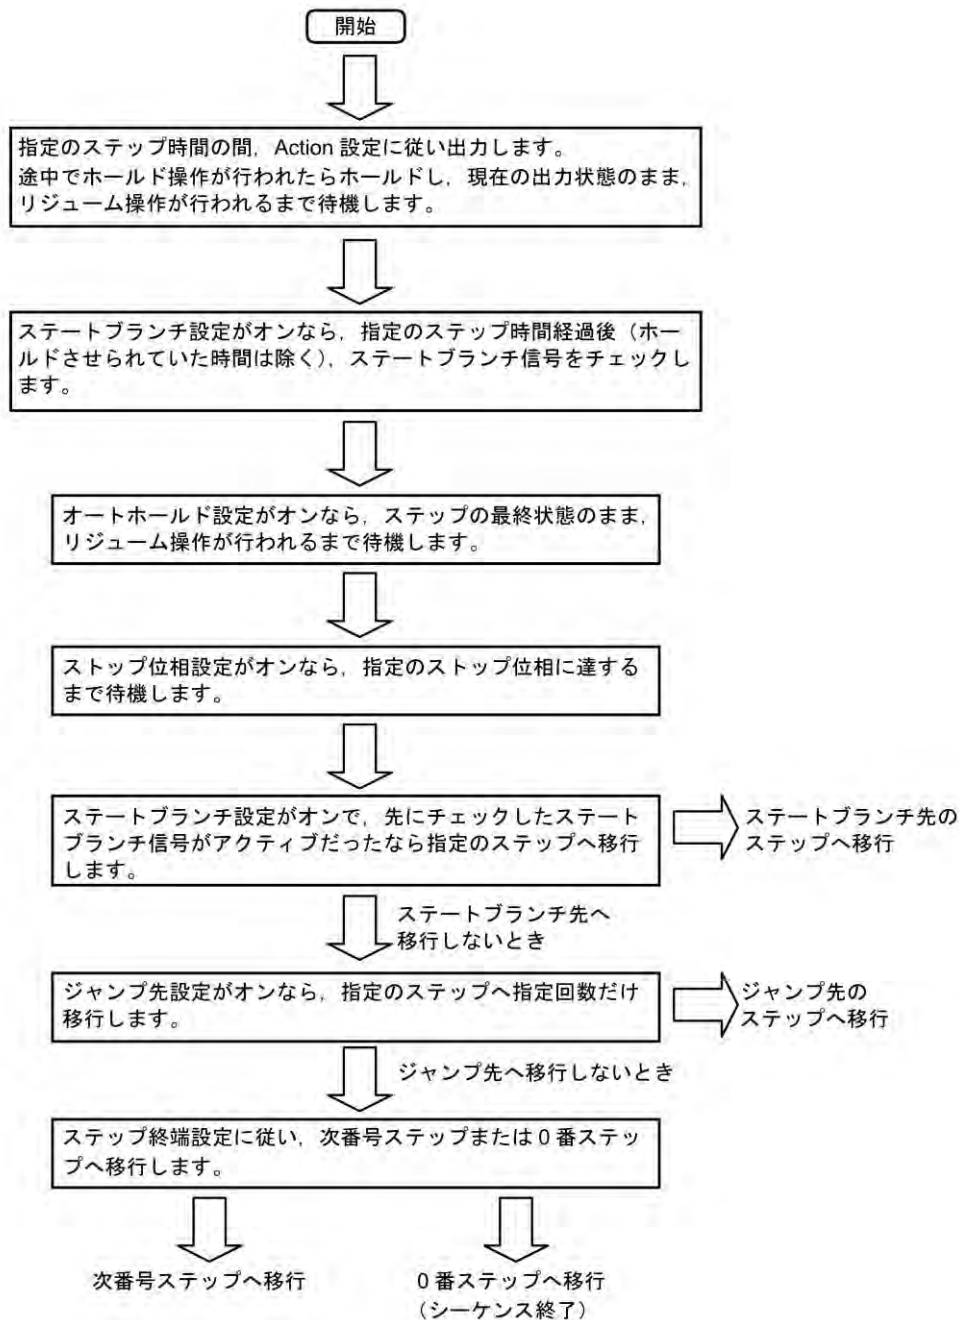 開始
指定のステップ時間の間，Action 設定に従い出力します。
途中でホールド操作が行われたらホールドし，現在の出力状態のまま，
リジューム操作が行われるまで待機します。
ステートブランチ設定がオンなら，指定のステップ時間経過後（ホー
ルドさせられていた時間は除く），ステートブランチ信号をチェックし
ます。
オートホールド設定がオンなら，ステップの最終状態のまま，
リジューム操作が行われるまで待機します。
ストップ位相設定がオンなら，指定のストップ位相に達する
まで待機します。
ステートブランチ設定がオンで，先にチェックしたステート
ブランチ信号がアクティブだったなら指定のステップへ移行
します。
ステートブランチ先の
ステップへ移行
ステートブランチ先へ
移行しないとき
ジャンプ先設定がオンなら，指定のステップへ指定回数だけ
移行します。
ジャンプ先の
ステップへ移行
ジャンプ先へ移行しないとき
ステップ終端設定に従い，次番号ステップまたは 0 番ステッ
プへ移行します。
次番号ステップへ移行
0 番ステップへ移行
（シーケンス終了）